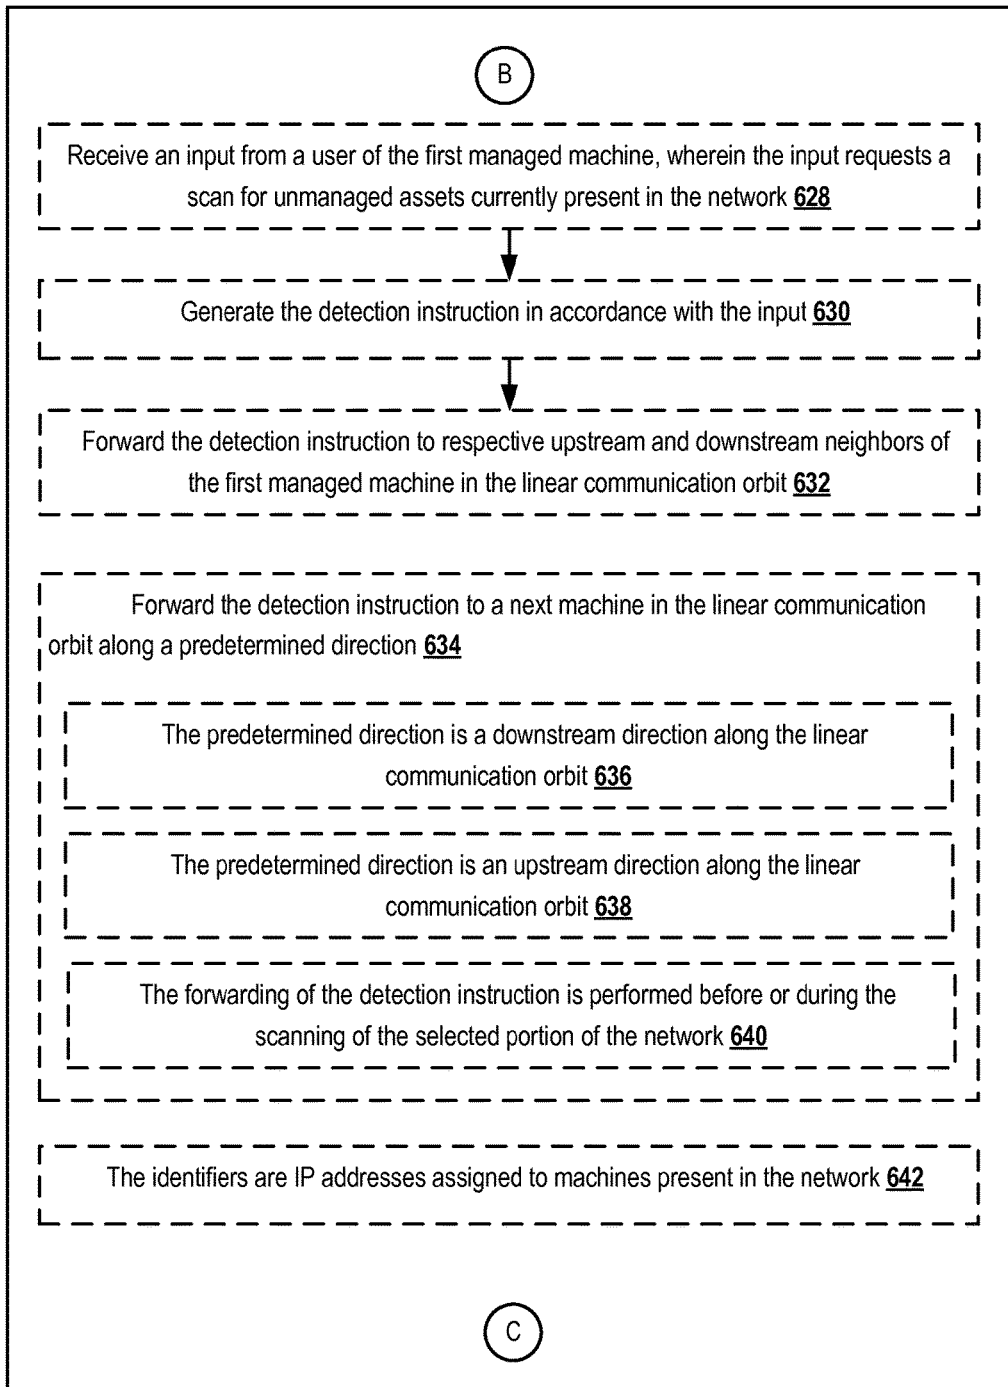 B
Receive an input from a user of the first managed machine, wherein the input requests a
scan for unmanaged assets currently present in the network 628
Generate the detection instruction in accordance with the input 630
Forward the detection instruction to respective upstream and downstream neighbors of
the first managed machine in the linear communication orbit 632
Forward the detection instruction to a next machine in the linear communication
orbit along a predetermined direction 634
The predetermined direction is a downstream direction along the linear
communication orbit 636
The predetermined direction is an upstream direction along the linear
communication orbit 638
The forwarding of the detection instruction is performed before or during the
scanning of the selected portion of the network 640
The identifiers are IP addresses assigned to machines present in the network 642
C